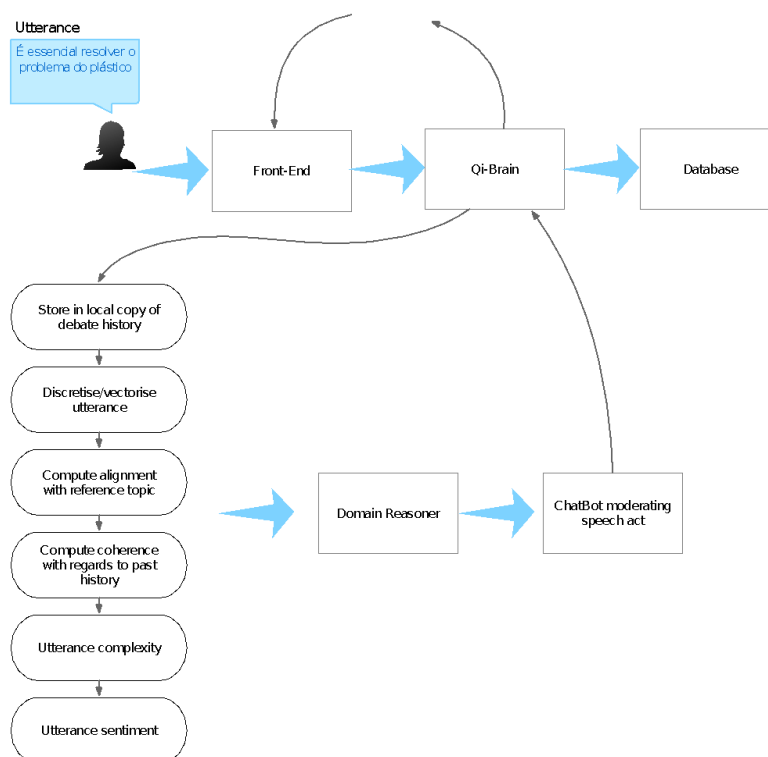 Utterance
É essencial resolver o
problema do plástico
Front-End
Qi-Brain
Database
Store in local copy of
debate history
Discretise/vectorise
utterance
Compute alignment
with reference topic
Domain Reasoner
ChatBot moderating
speech act
Compute coherence
with regards to past
history
Utterance complexity
Utterance sentiment